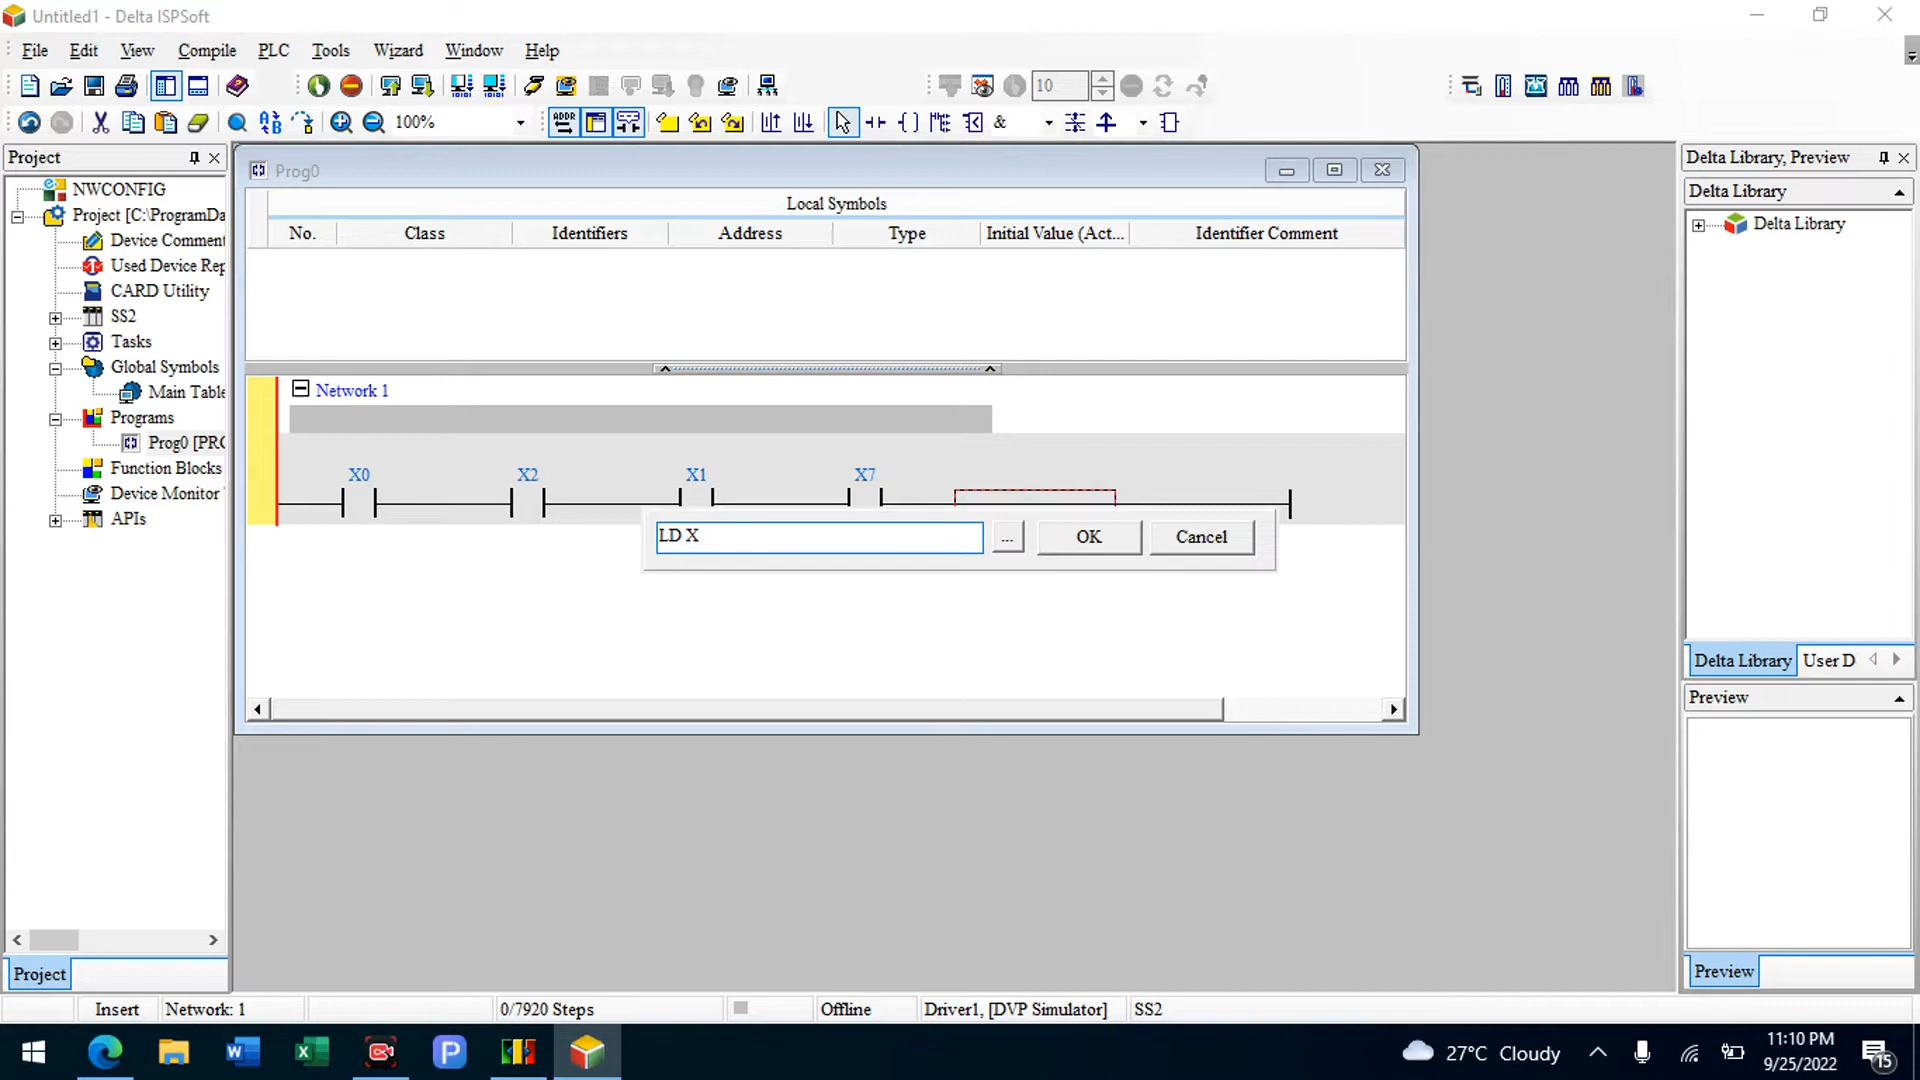 Untitled1 - Delta ISPSoft
File Edit View Compile PLC Tools Wizard Window Help
10
100% ADDR &
Project
NWCONFIG
Project [C:\ProgramDa
Device Comment
Used Device Rep
CARD Utility
SS2
Tasks
Global Symbols
Main Table
Programs
Prog0 [PRC
Function Blocks
Device Monitor
APIs
Project
Prog0
Local Symbols
No. Class Identifiers Address Type Initial Value (Act... Identifier Comment
Network 1
X0 X2 X1 X7
LD X ... OK Cancel
Delta Library, Preview
Delta Library
Delta Library
Delta Library User D
Preview
Preview
Insert Network: 1 0/7920 Steps Offline Driver1, [DVP Simulator] SS2
27°C Cloudy
11:10 PM
9/25/2022
15